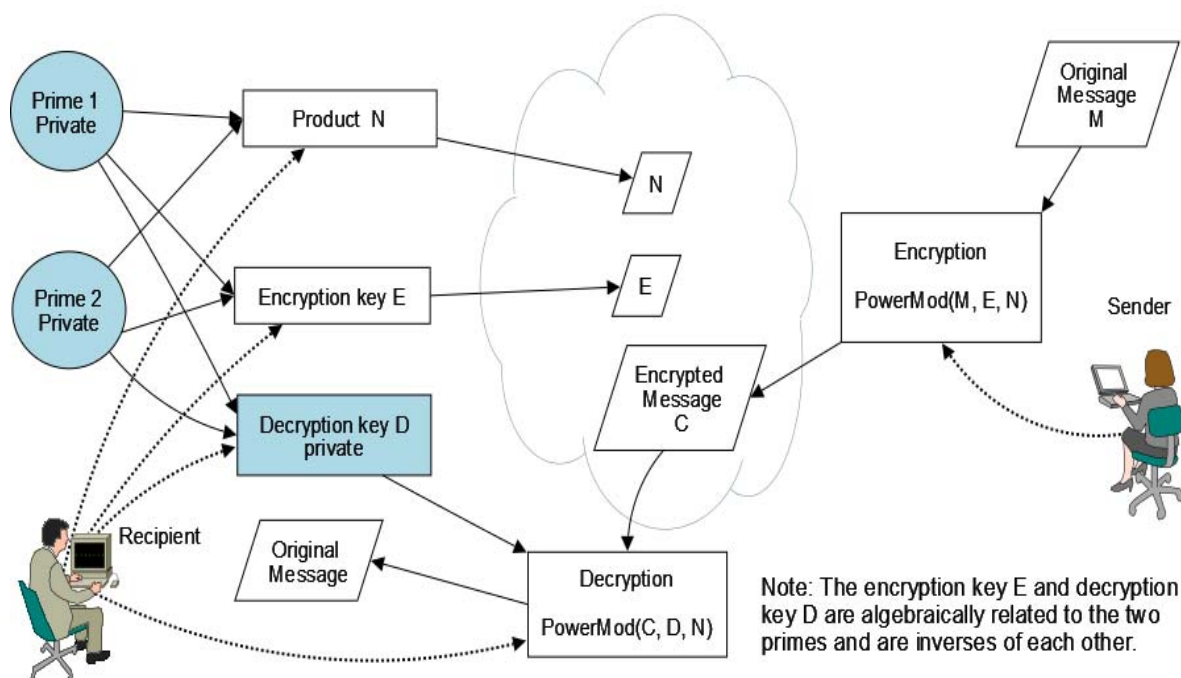 Prime 1
Private
Product N
Original
Message
M
N
Prime 2
Private
Encryption key E
E
Encryption
PowerMod(M, E, N)
Sender
Encrypted
Message
C
Decryption key D
private
Recipient
Original
Message
Decryption
PowerMod(C, D, N)
Note: The encryption key E and decryption
key D are algebraically related to the two
primes and are inverses of each other.